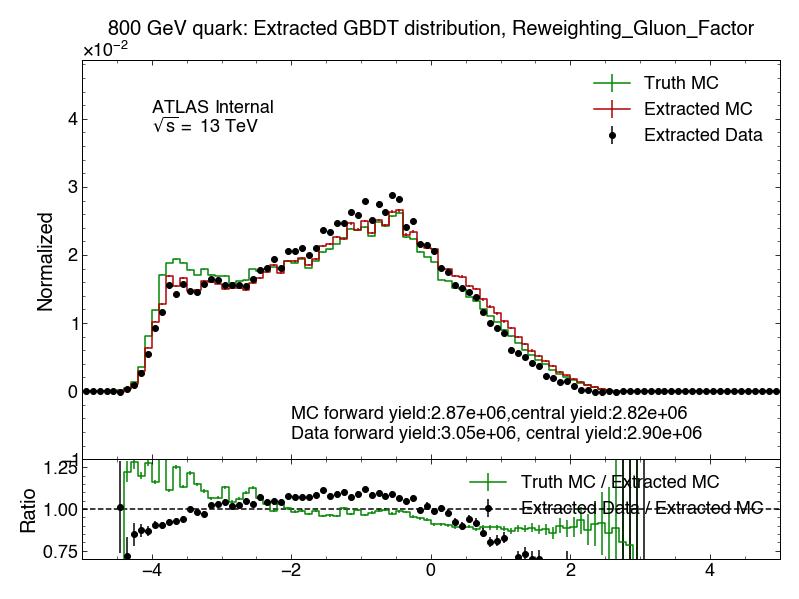 800 GeV quark: Extracted GBDT distribution, Reweighting_Gluon_Factor
×10⁻²
ATLAS Internal
√s = 13 TeV
Truth MC
Extracted MC
Extracted Data
Normalized
4
3
2
1
0
MC forward yield:2.87e+06,central yield:2.82e+06
Data forward yield:3.05e+06, central yield:2.90e+06
1
Ratio
1.25
1.00
0.75
Truth MC / Extracted MC
Extracted Data / Extracted MC
−4
−2
0
2
4